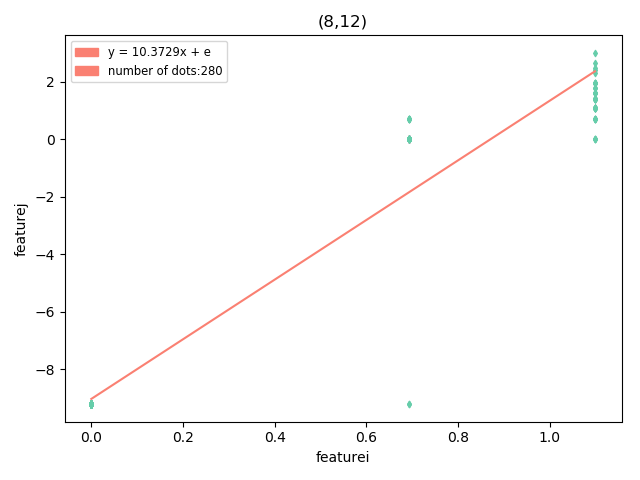 (8,12)
y = 10.3729x + e
number of dots:280
2
0
−2
−4
−6
−8
featurej
0.0 0.2 0.4 0.6 0.8 1.0
featurei